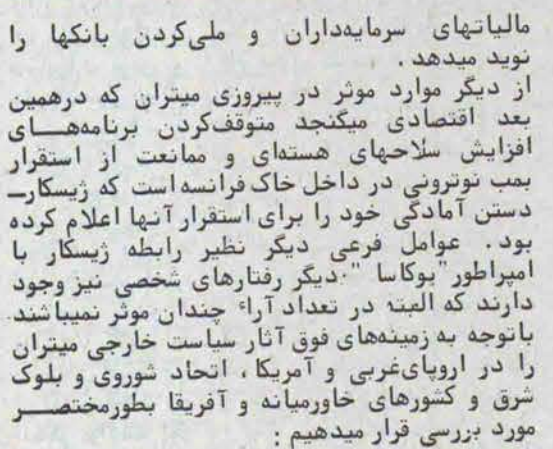 مالیاتهای سرمایه‌داران و ملی‌کردن بانکها را
نوید میدهد .
از دیگر موارد موثر در پیروزی میتران که درهمین
بعد اقتصادی میگنجد متوقف‌کردن برنامه‌هــای
افزایش سلاحهای هسته‌ای و ممانعت از استقرار
بمب نوترونی در داخل خاک فرانسه است که ژیسکارـ
دستن آمادگی خود را برای استقرار آنها اعلام کرده
بود . عوامل فرعی دیگر نظیر رابطه ژیسکار با
امپراطور "بوکاسا "،دیگر رفتارهای شخصی نیز وجود
دارند که البته در تعداد آراء چندان موثر نمیباشند
باتوجه به زمینه‌های فوق آثار سیاست خارجی میتران
را در اروپای‌غربی و آمریکا ، اتحاد شوروی و بلوک
شرق و کشورهای خاورمیانه و آفریقا بطورمختصــر
مورد بررسی قرار میدهیم :